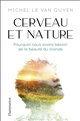 MICHEL LE VAN QUYEN
CERVEAU ET NATURE
Pourquoi nous avons besoin
de la beauté du monde
Flammarion